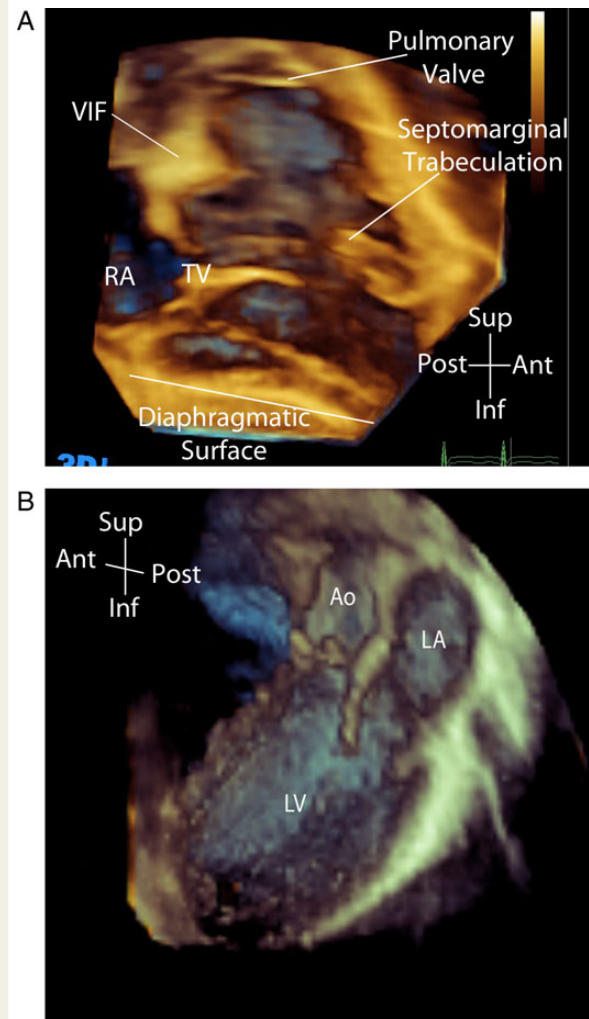 A
Pulmonary
Valve
VIF
Septomarginal
Trabeculation
RA
TV
Sup
Post
Ant
Inf
Diaphragmatic
Surface
B
Sup
Ant
Post
Inf
Ao
LA
LV